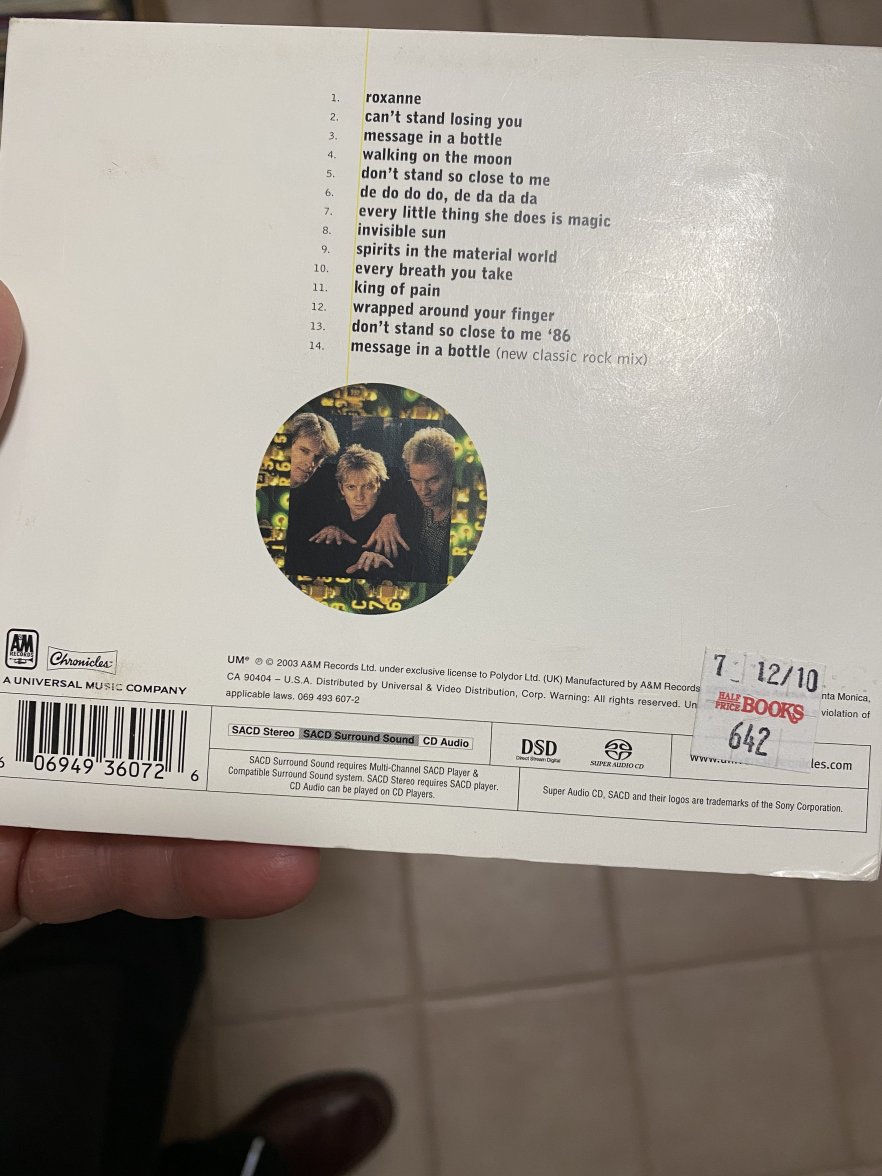 1. roxanne
2. can't stand losing you
3. message in a bottle
4. walking on the moon
5. don't stand so close to me
6. de do do do, de da da da
7. every little thing she does is magic
8. invisible sun
9. spirits in the material world
10. every breath you take
11. king of pain
12. wrapped around your finger
13. don't stand so close to me '86
14. message in a bottle (new classic rock mix)
A&M RECORDS
Chronicles
A UNIVERSAL MUSIC COMPANY
UM® ℗ © 2003 A&M Records Ltd. under exclusive license to Polydor Ltd. (UK) Manufactured by A&M Records nta Monica,
CA 90404 – U.S.A. Distributed by Universal & Video Distribution, Corp. Warning: All rights reserved. Un violation of
applicable laws. 069 493 607-2
7 12/10
HALF PRICE BOOKS
642
06949 36072 6
SACD Stereo SACD Surround Sound CD Audio
SACD Surround Sound requires Multi-Channel SACD Player &
Compatible Surround Sound system. SACD Stereo requires SACD player.
CD Audio can be played on CD Players.
DSD
Direct Stream Digital
SUPER AUDIO CD
www. les.com
Super Audio CD, SACD and their logos are trademarks of the Sony Corporation.